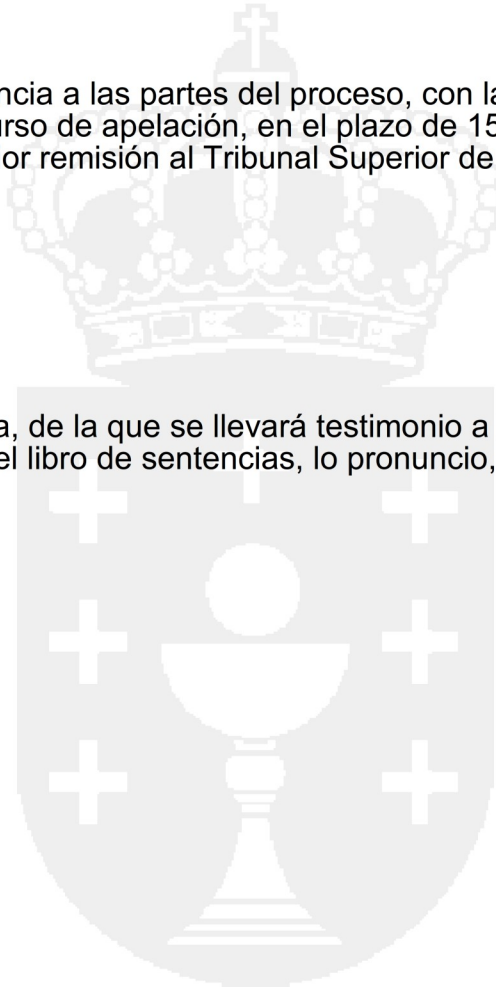 ncia a las partes del proceso, con la
urso de apelación, en el plazo de 15
or remisión al Tribunal Superior de
a, de la que se llevará testimonio a
el libro de sentencias, lo pronuncio,